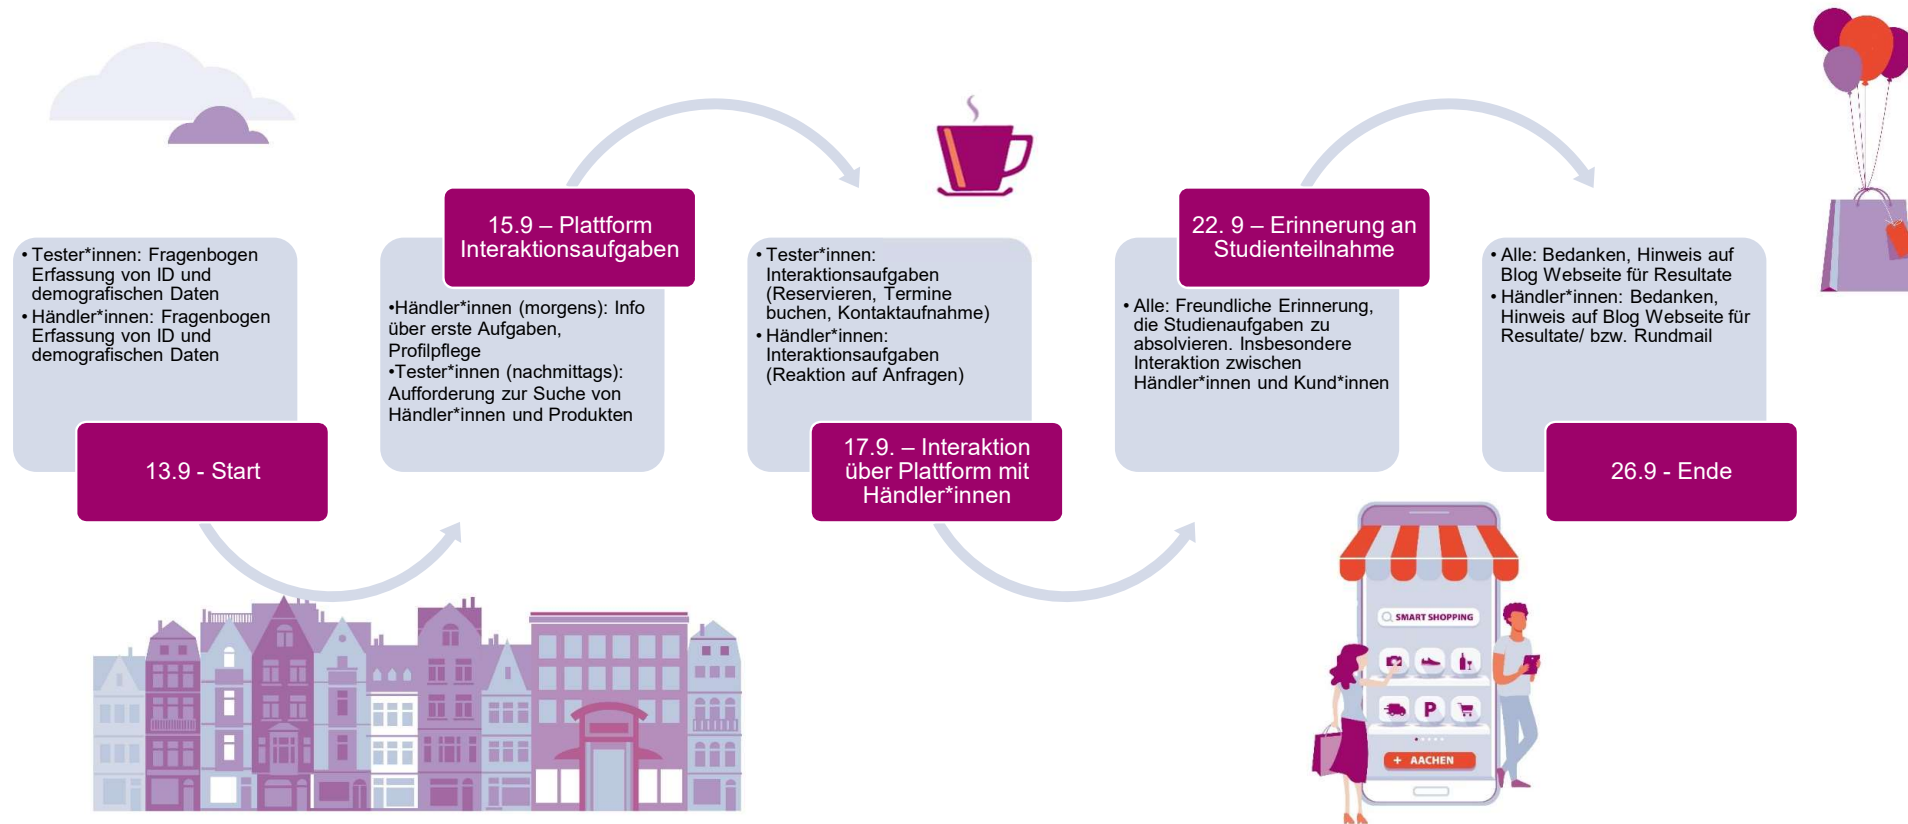 • Tester*innen: Fragenbogen
Erfassung von ID und
demografischen Daten
• Händler*innen: Fragenbogen
Erfassung von ID und
demografischen Daten
13.9 - Start
15.9 – Plattform
Interaktionsaufgaben
•Händler*innen (morgens): Info
über erste Aufgaben,
Profilpflege
•Tester*innen (nachmittags):
Aufforderung zur Suche von
Händler*innen und Produkten
• Tester*innen:
Interaktionsaufgaben
(Reservieren, Termine
buchen, Kontaktaufnahme)
• Händler*innen:
Interaktionsaufgaben
(Reaktion auf Anfragen)
17.9. – Interaktion
über Plattform mit
Händler*innen
22. 9 – Erinnerung an
Studienteilnahme
• Alle: Freundliche Erinnerung,
die Studienaufgaben zu
absolvieren. Insbesondere
Interaktion zwischen
Händler*innen und Kund*innen
• Alle: Bedanken, Hinweis auf
Blog Webseite für Resultate
• Händler*innen: Bedanken,
Hinweis auf Blog Webseite für
Resultate/ bzw. Rundmail
26.9 - Ende
SMART SHOPPING
P
+ AACHEN